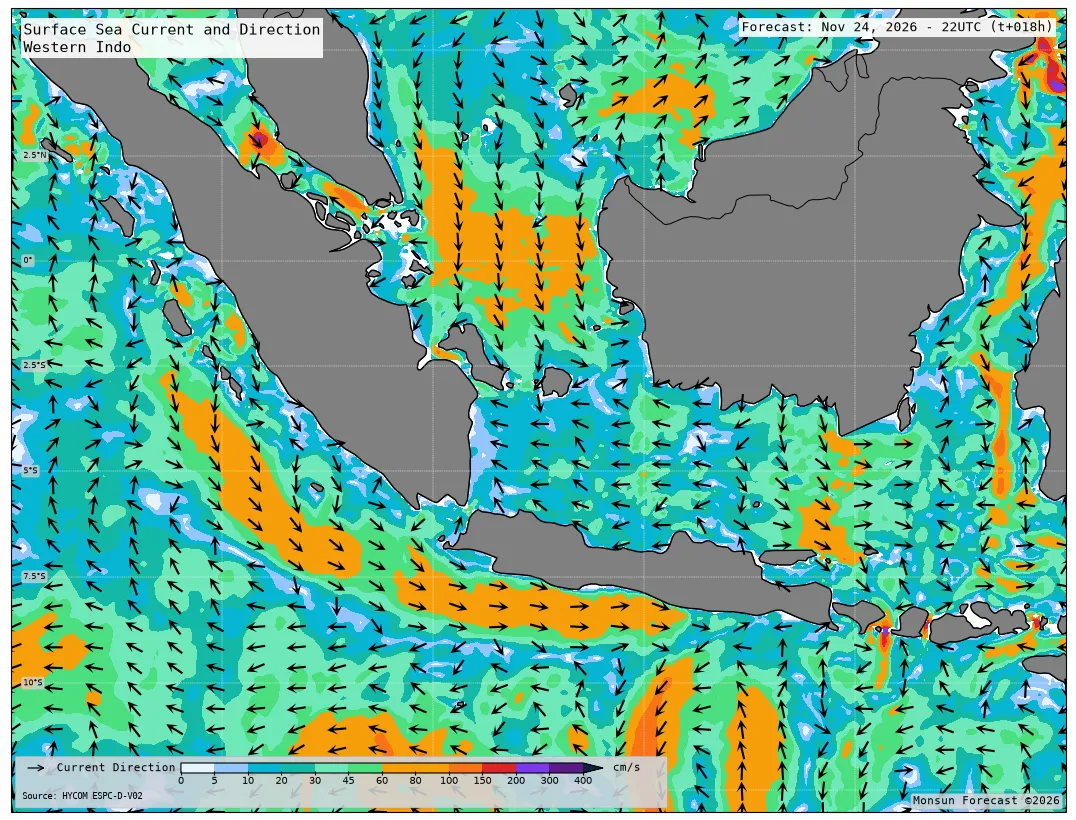 Surface Sea Current and Direction
Western Indo
Forecast: Nov 24, 2026 - 22UTC (t+018h)
2.5°N
0°
2.5°S
5°S
7.5°S
10°S
Current Direction
0 5 10 20 30 45 60 80 100 150 200 300 400 cm/s
Source: HYCOM ESPC-D-V02
Monsun Forecast ©2026